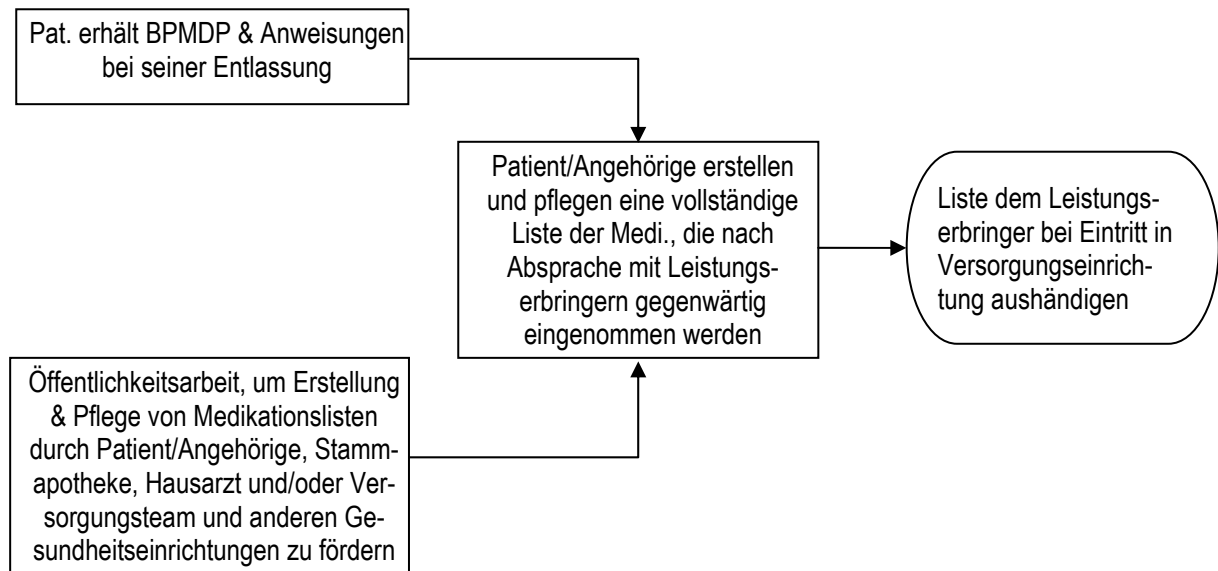 Pat. erhält BPMDP & Anweisungen
bei seiner Entlassung
Patient/Angehörige erstellen
und pflegen eine vollständige
Liste der Medi., die nach
Absprache mit Leistungs-
erbringern gegenwärtig
eingenommen werden
Liste dem Leistungs-
erbringer bei Eintritt in
Versorgungseinrich-
tung aushändigen
Öffentlichkeitsarbeit, um Erstellung
& Pflege von Medikationslisten
durch Patient/Angehörige, Stamm-
apotheke, Hausarzt und/oder Ver-
sorgungsteam und anderen Ge-
sundheitseinrichtungen zu fördern